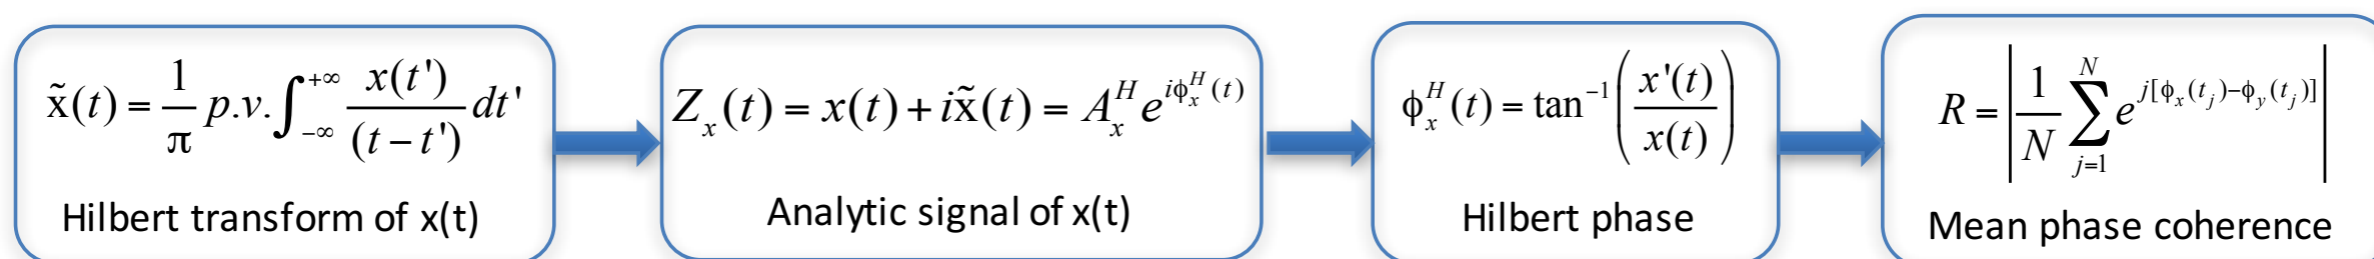 x̃(t) = 1/π p.v. ∫_{-∞}^{+∞} x(t')/(t − t') dt'
Hilbert transform of x(t)
Z_x(t) = x(t) + ix̃(t) = A_x^H e^{iϕ_x^H(t)}
Analytic signal of x(t)
ϕ_x^H(t) = tan⁻¹(x'(t)/x(t))
Hilbert phase
R = |1/N ∑_{j=1}^{N} e^{j[ϕ_x(t_j)−ϕ_y(t_j)]}|
Mean phase coherence